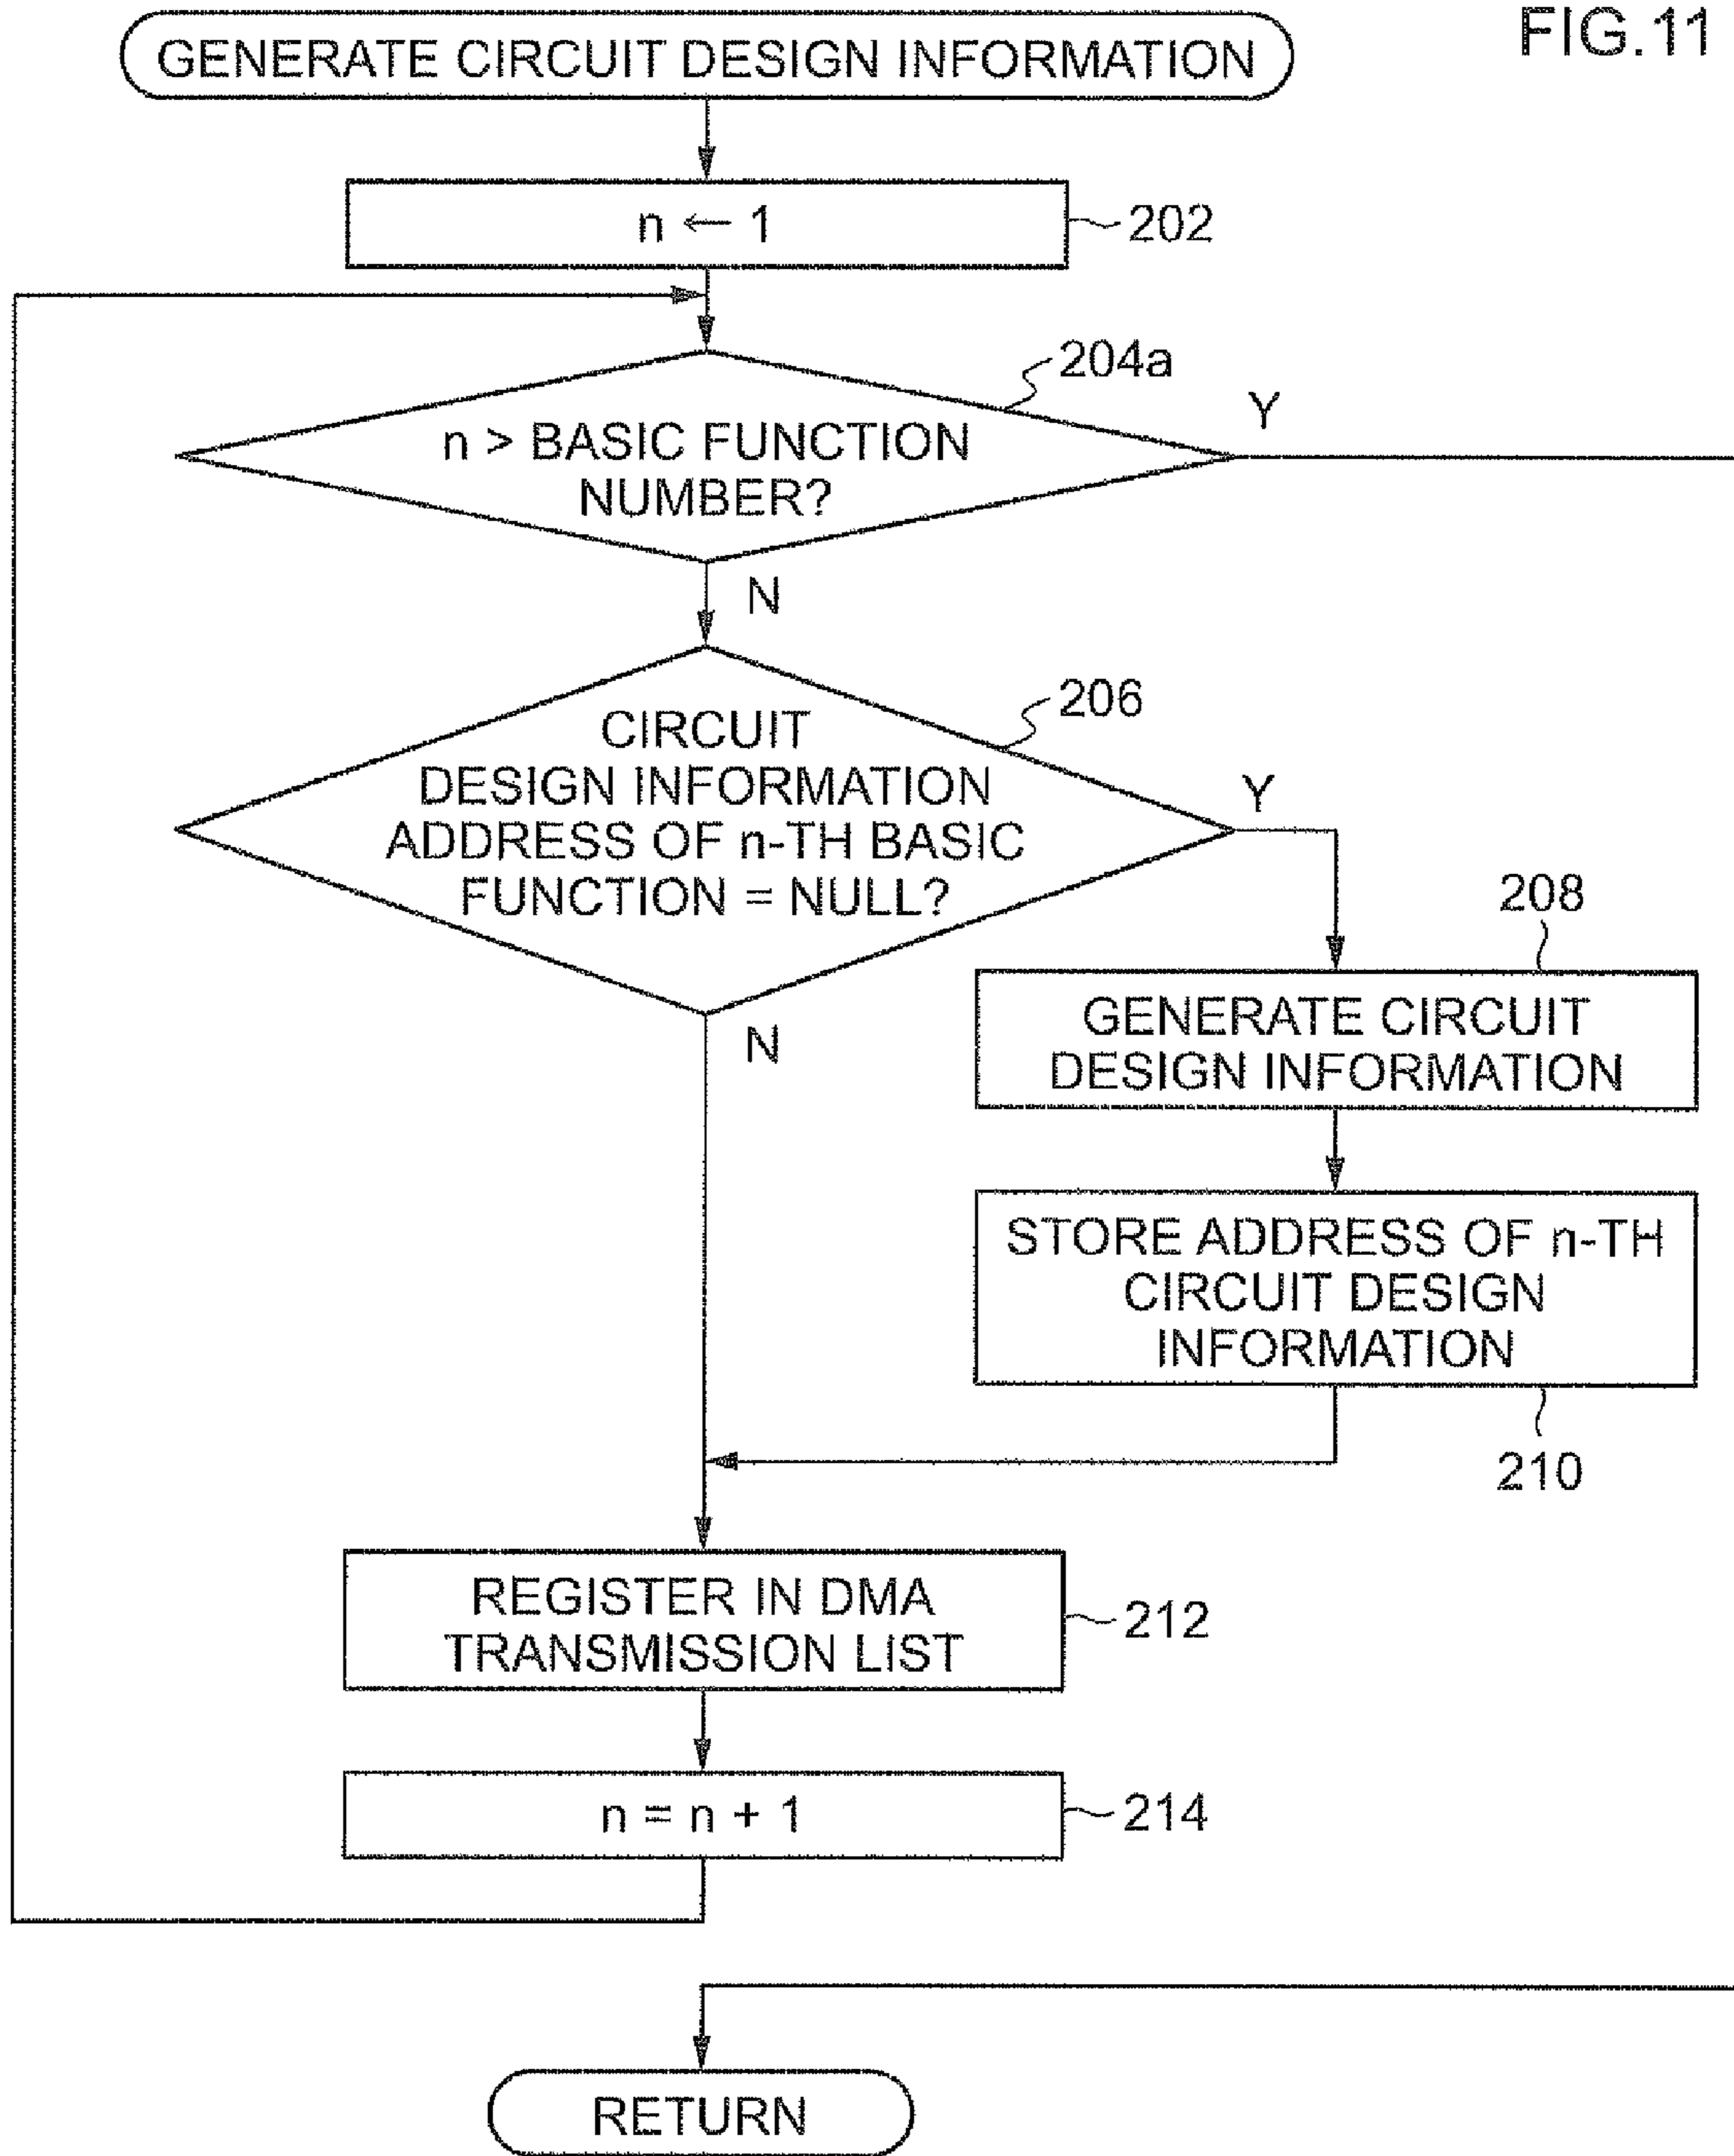 FIG.11
GENERATE CIRCUIT DESIGN INFORMATION
n ← 1
202
204a
n > BASIC FUNCTION
NUMBER?
Y
N
206
CIRCUIT
DESIGN INFORMATION
ADDRESS OF n-TH BASIC
FUNCTION = NULL?
Y
N
208
GENERATE CIRCUIT
DESIGN INFORMATION
STORE ADDRESS OF n-TH
CIRCUIT DESIGN
INFORMATION
210
REGISTER IN DMA
TRANSMISSION LIST
212
n = n + 1
214
RETURN